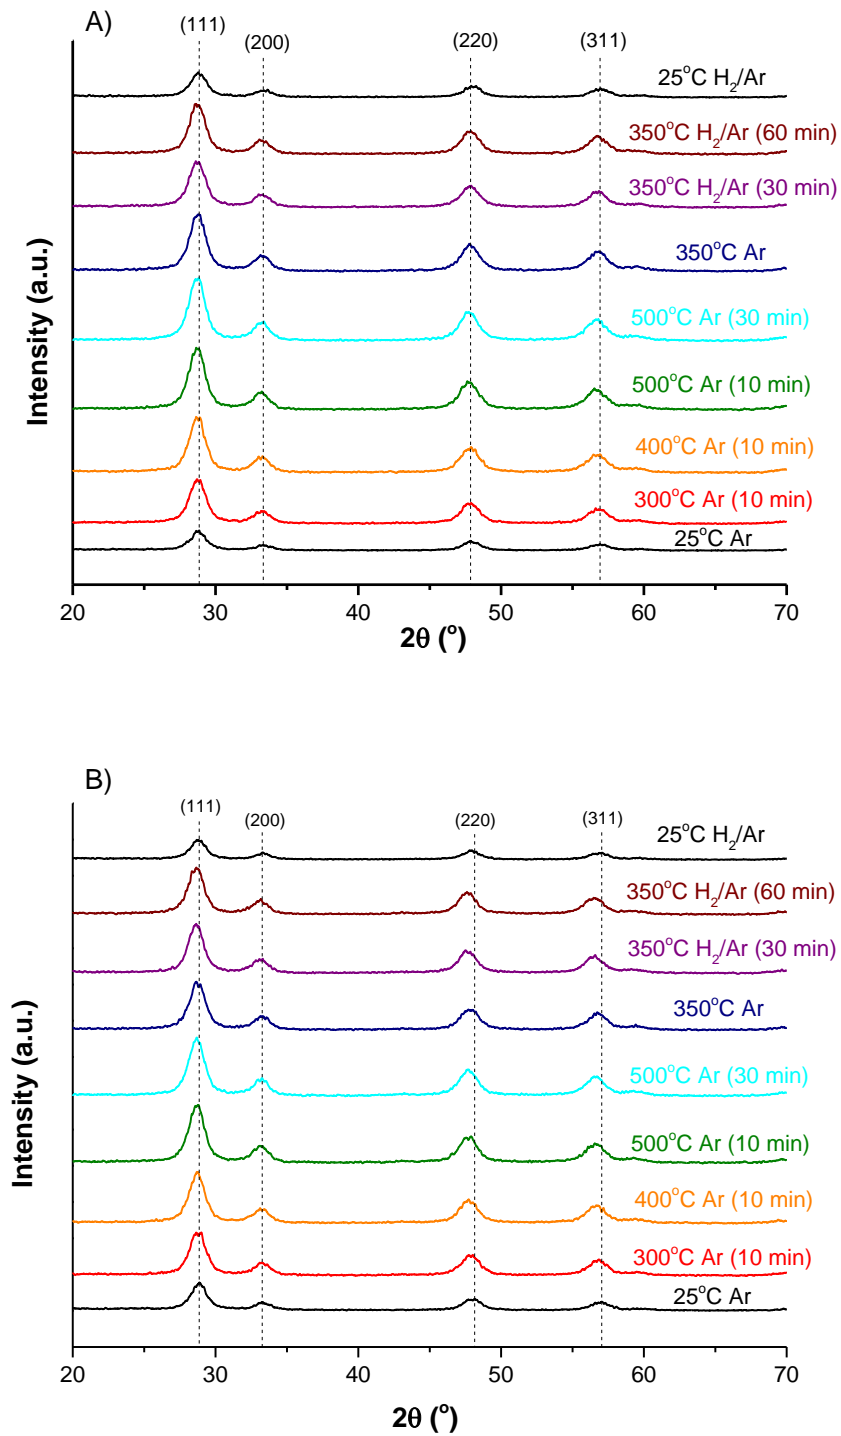 A)
(111)
(200)
(220)
(311)
25°C H₂/Ar
350°C H₂/Ar (60 min)
350°C H₂/Ar (30 min)
350°C Ar
500°C Ar (30 min)
500°C Ar (10 min)
400°C Ar (10 min)
300°C Ar (10 min)
25°C Ar
Intensity (a.u.)
20 30 40 50 60 70
2θ (°)
B)
(111)
(200)
(220)
(311)
25°C H₂/Ar
350°C H₂/Ar (60 min)
350°C H₂/Ar (30 min)
350°C Ar
500°C Ar (30 min)
500°C Ar (10 min)
400°C Ar (10 min)
300°C Ar (10 min)
25°C Ar
Intensity (a.u.)
20 30 40 50 60 70
2θ (°)